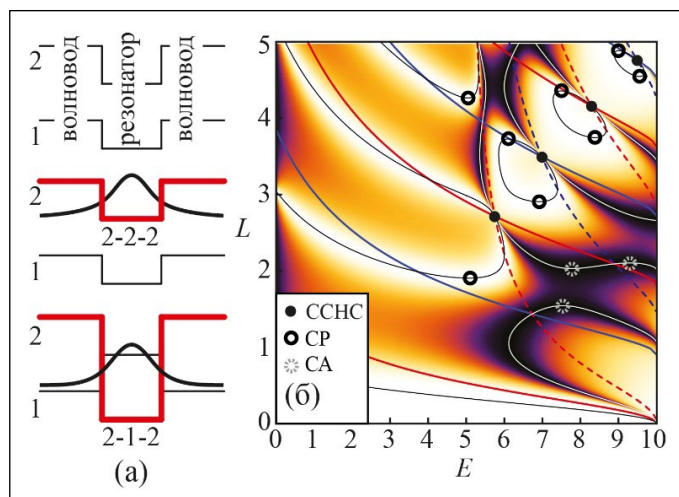 волновод
резонатор
волновод
2
1
2
2-2-2
1
2
1
2-1-2
(а)
5
4
3
L
2
1
0
ССНС
СР
СА
(б)
0 1 2 3 4 5 6 7 8 9 10
E